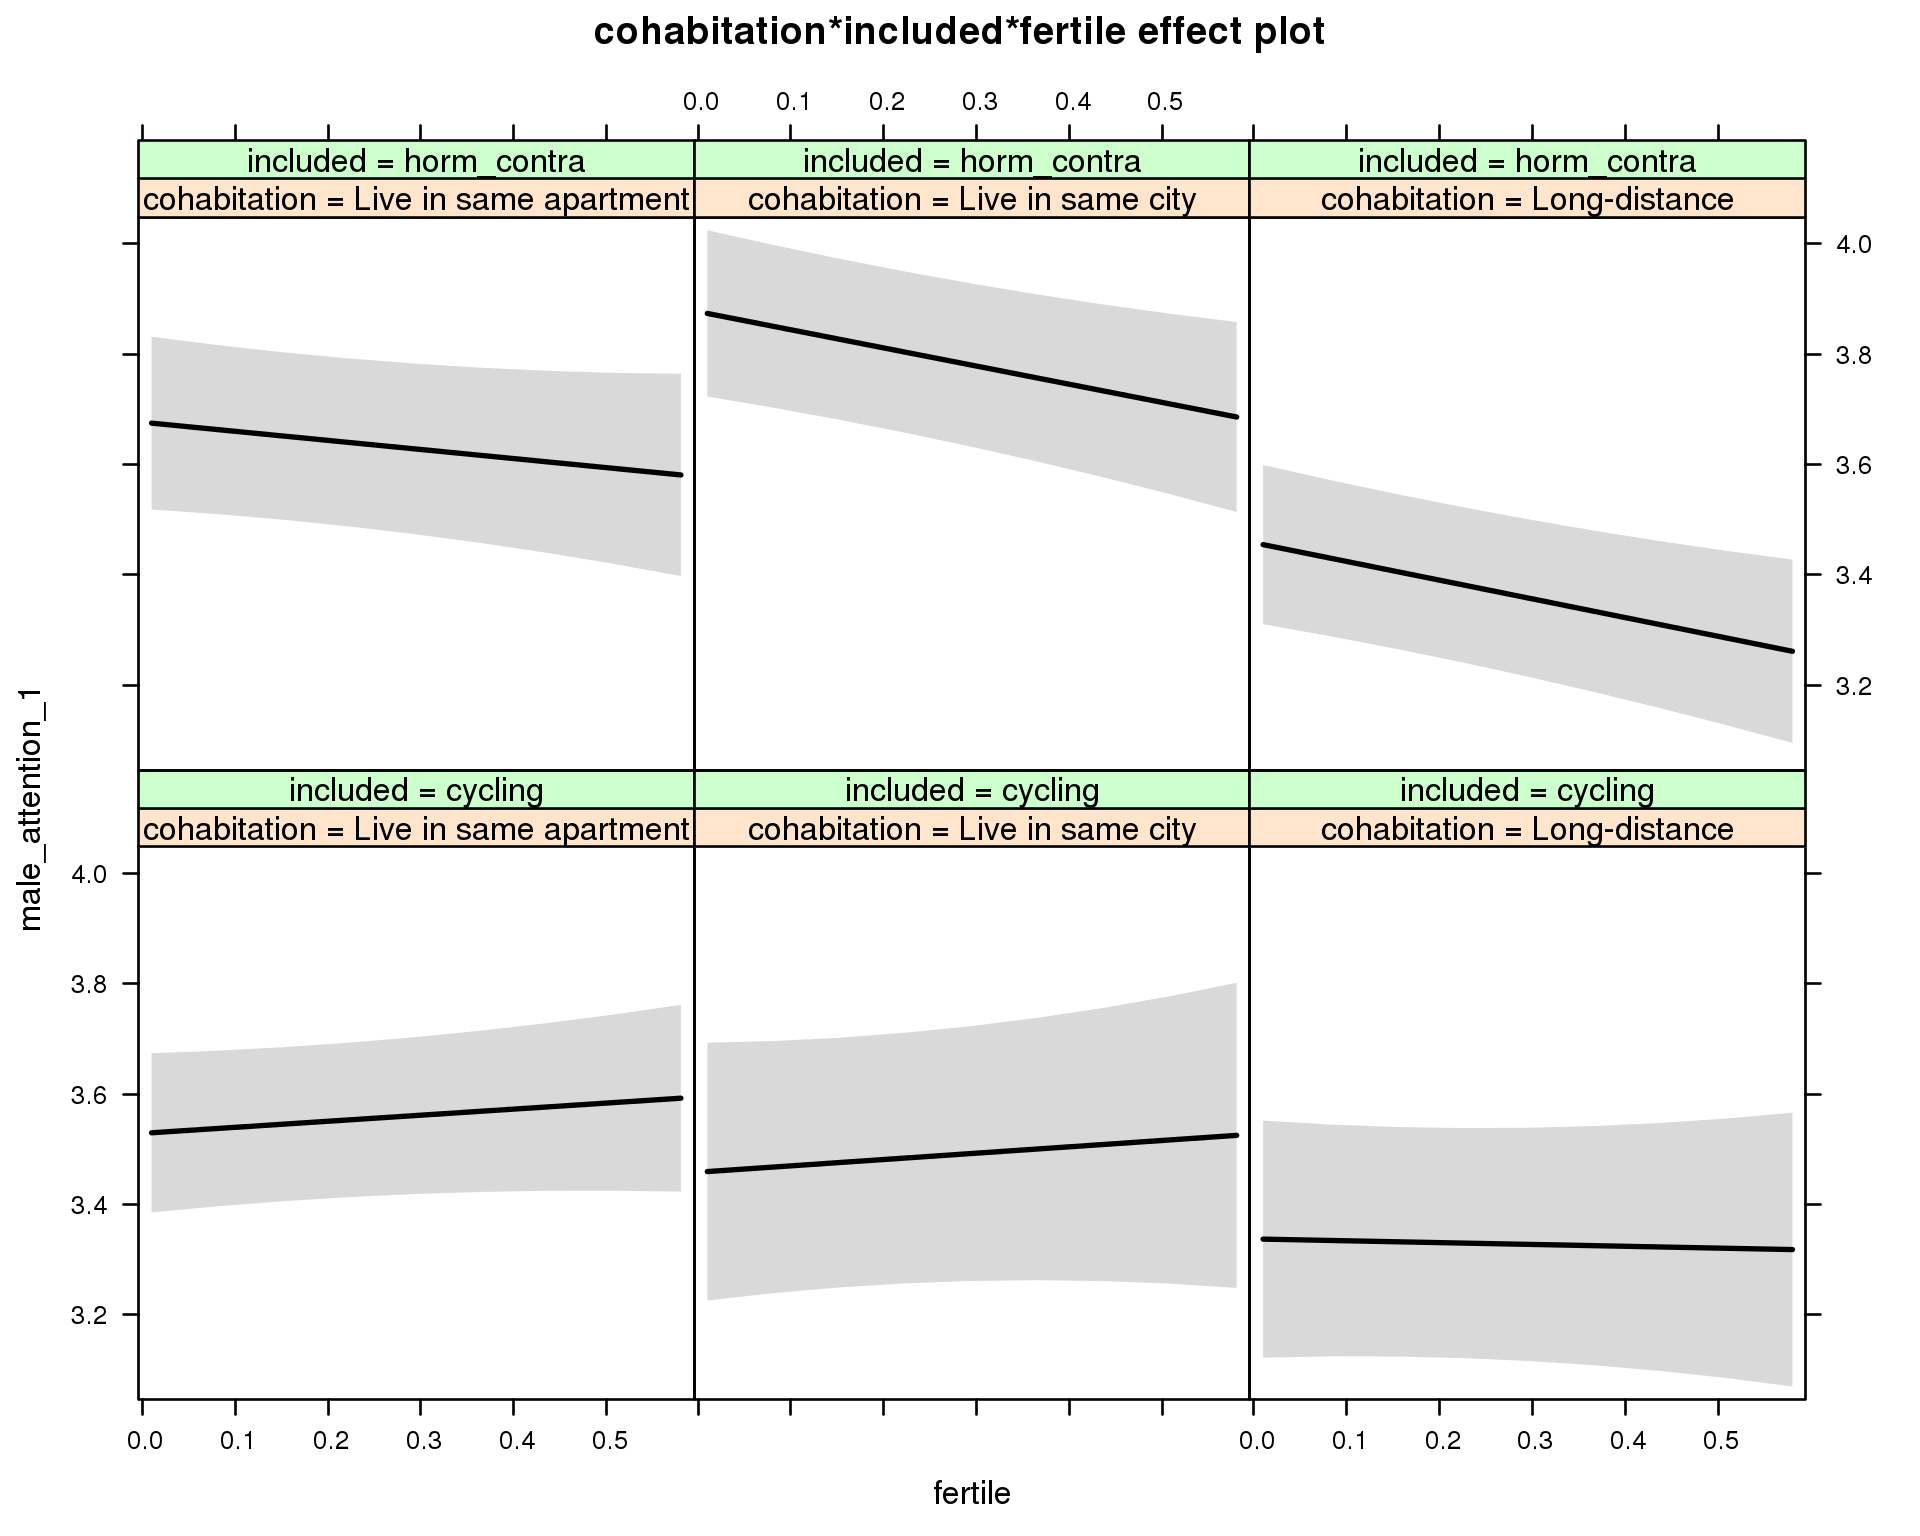 cohabitation*included*fertile effect plot
0.0 0.1 0.2 0.3 0.4 0.5
included = horm_contra included = horm_contra included = horm_contra
cohabitation = Live in same apartment cohabitation = Live in same city cohabitation = Long-distance
4.0
3.8
3.6
3.4
3.2
male_attention_1
included = cycling included = cycling included = cycling
cohabitation = Live in same apartment cohabitation = Live in same city cohabitation = Long-distance
4.0
3.8
3.6
3.4
3.2
0.0 0.1 0.2 0.3 0.4 0.5 0.0 0.1 0.2 0.3 0.4 0.5
fertile